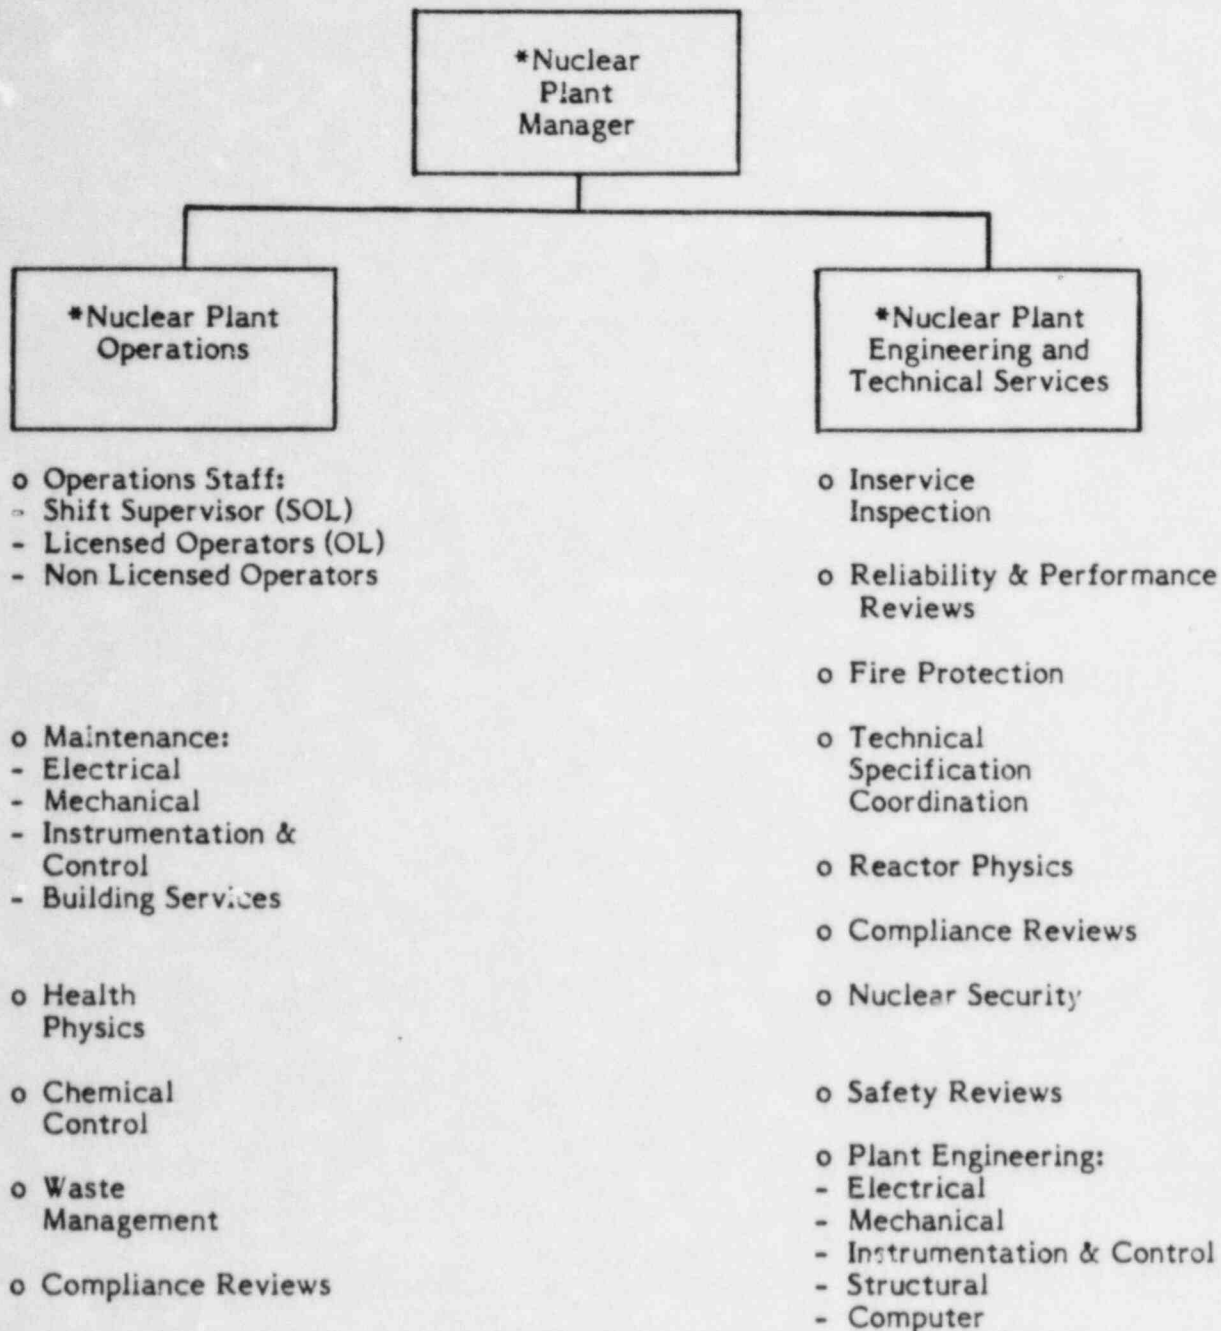 *Nuclear
Plant
Manager
*Nuclear Plant
Operations
o Operations Staff:
- Shift Supervisor (SOL)
- Licensed Operators (OL)
- Non Licensed Operators
o Maintenance:
- Electrical
- Mechanical
- Instrumentation &
Control
- Building Services
o Health
Physics
o Chemical
Control
o Waste
Management
o Compliance Reviews
*Nuclear Plant
Engineering and
Technical Services
o Inservice
Inspection
o Reliability & Performance
Reviews
o Fire Protection
o Technical
Specification
Coordination
o Reactor Physics
o Compliance Reviews
o Nuclear Security
o Safety Reviews
o Plant Engineering:
- Electrical
- Mechanical
- Instrumentation & Control
- Structural
- Computer